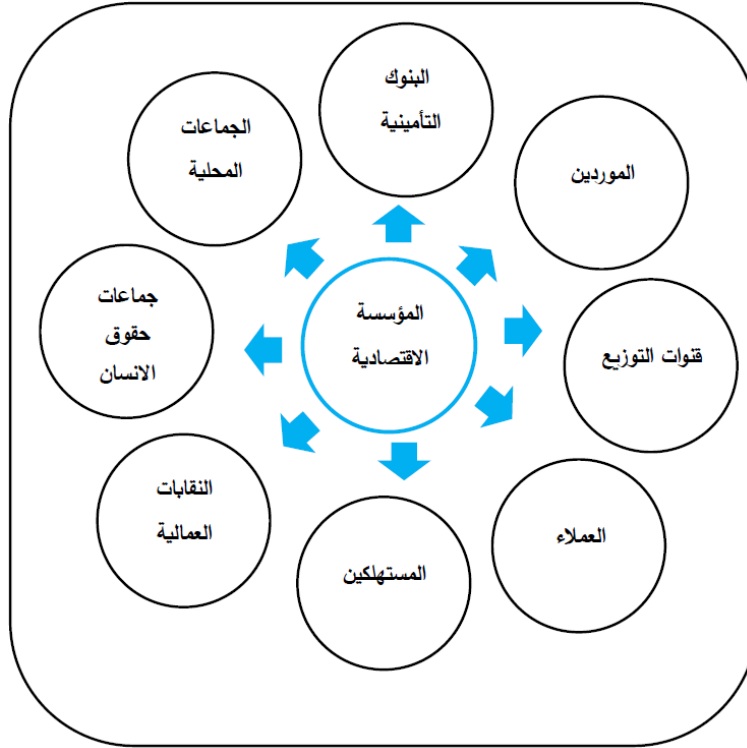 البنوك
التأمينية
الموردين
قنوات التوزيع
العملاء
المستهلكين
النقابات
العمالية
جماعات
حقوق
الانسان
الجماعات
المحلية
المؤسسة
الاقتصادية